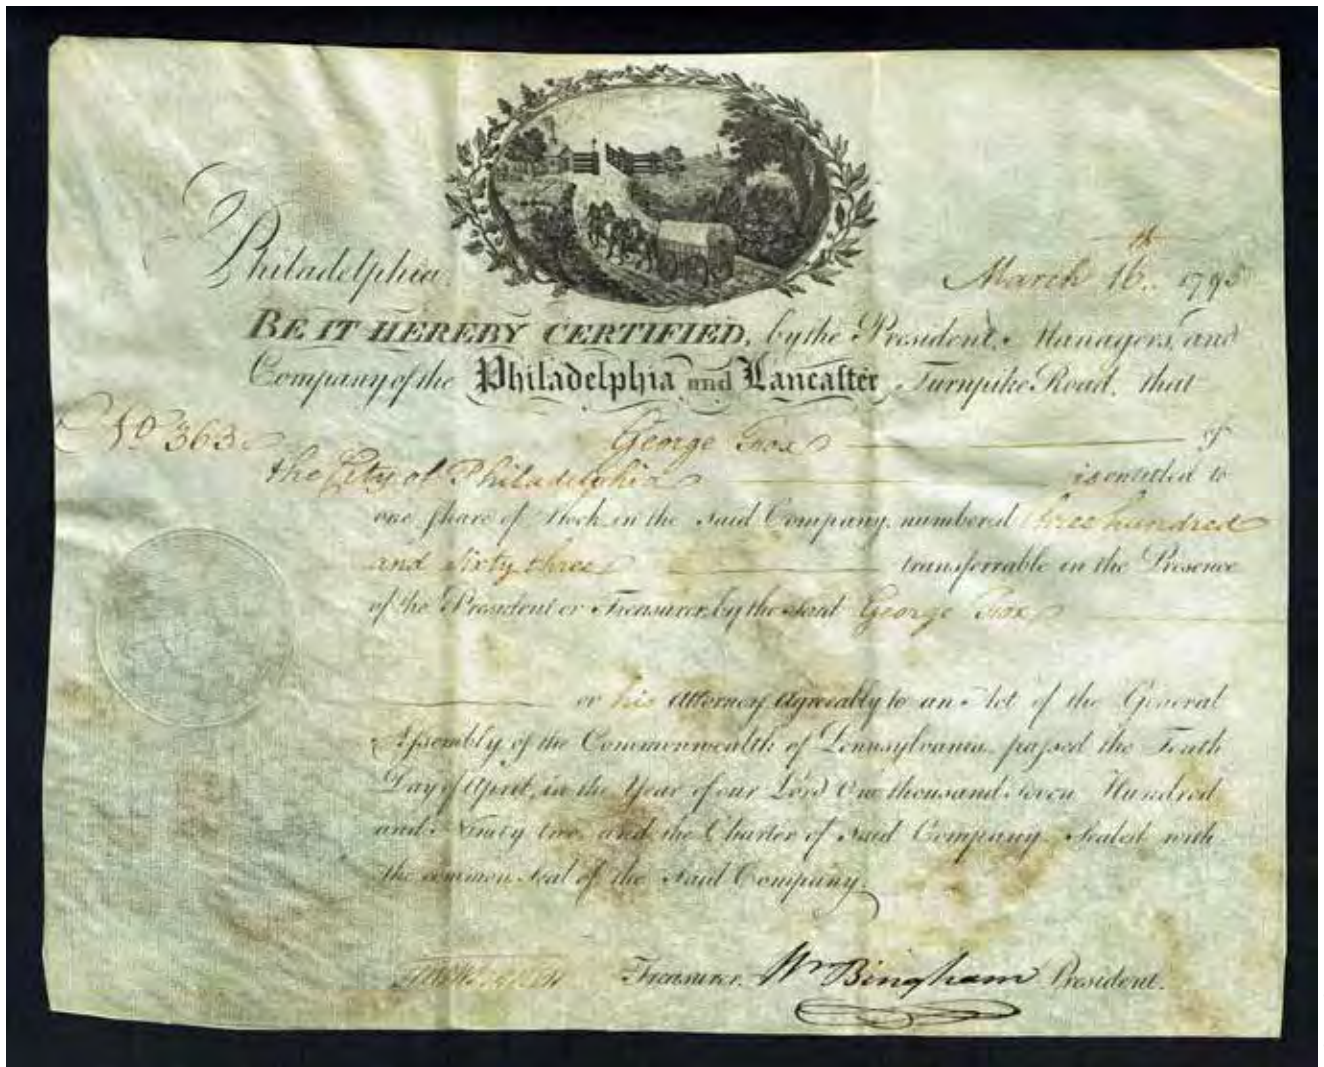 Philadelphia March 16th 1795
BE IT HEREBY CERTIFIED, by the President, Managers, and
Company of the Philadelphia and Lancaster Turnpike Road, that
No 363 George Fox of
the City of Philadelphia is entitled to
one share of Stock in the said Company, numbered three hundred
and sixty three transferrable in the Presence
of the President or Treasurer, by the said George Fox
or his Attorney Agreeably to an Act of the General
Assembly of the Commonwealth of Pennsylvania, passed the Tenth
Day of April, in the Year of our Lord One thousand Seven Hundred
and Ninety two, and the Charter of said Company Sealed with
the common Seal of the said Company.
Treasurer. Wm Bingham President.